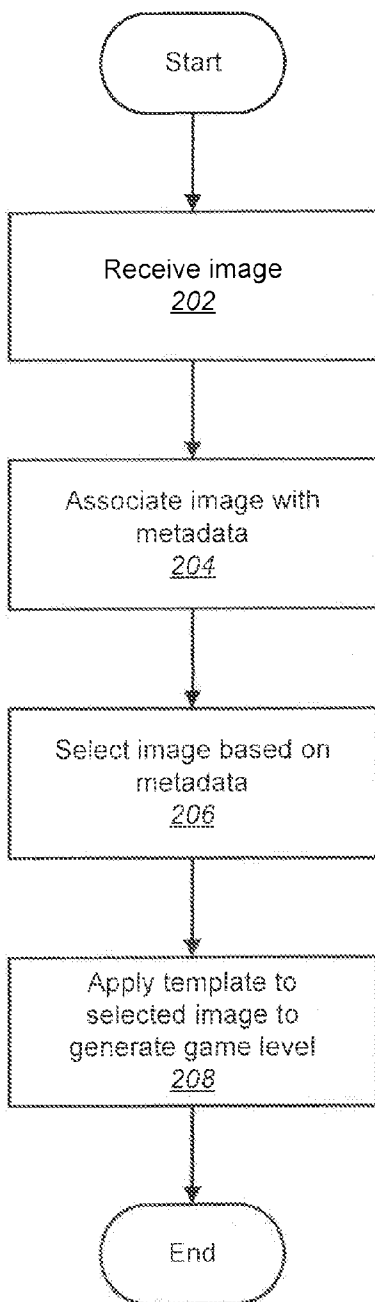 Start
Receive image
202
Associate image with
metadata
204
Select image based on
metadata
206
Apply template to
selected image to
generate game level
208
End